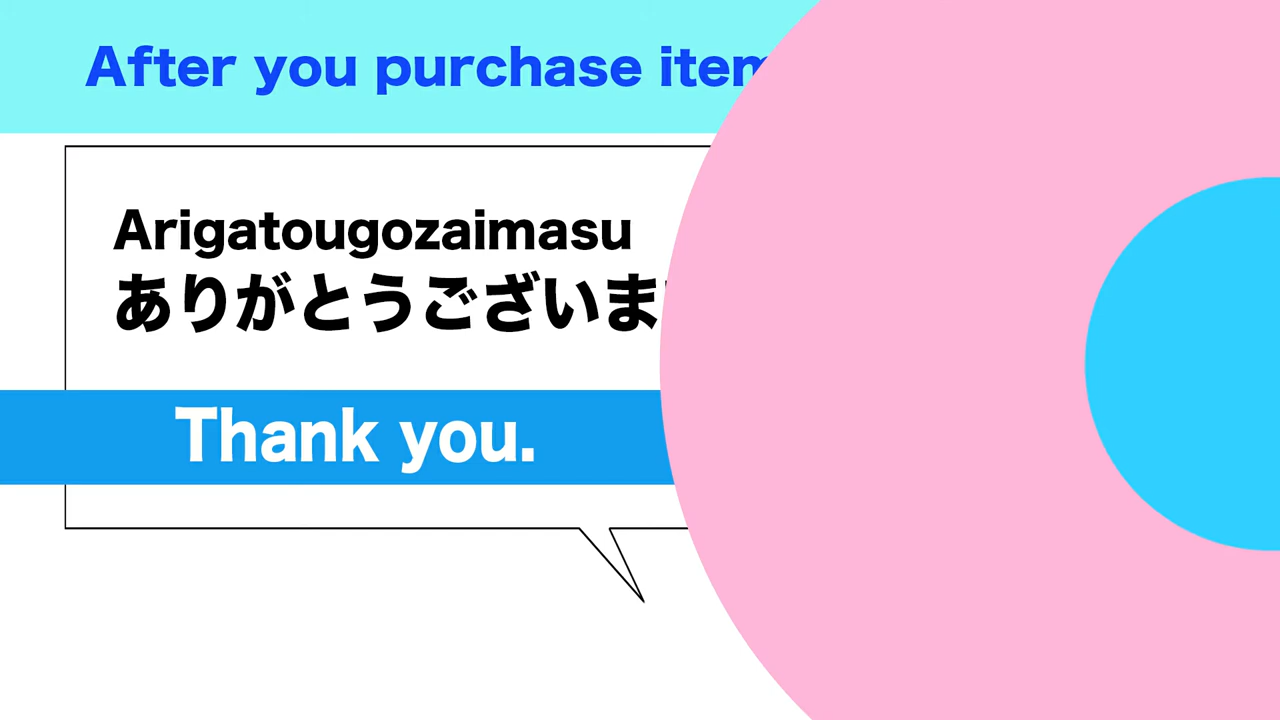 After you purchase item
Arigatougozaimasu
ありがとうございま
Thank you.